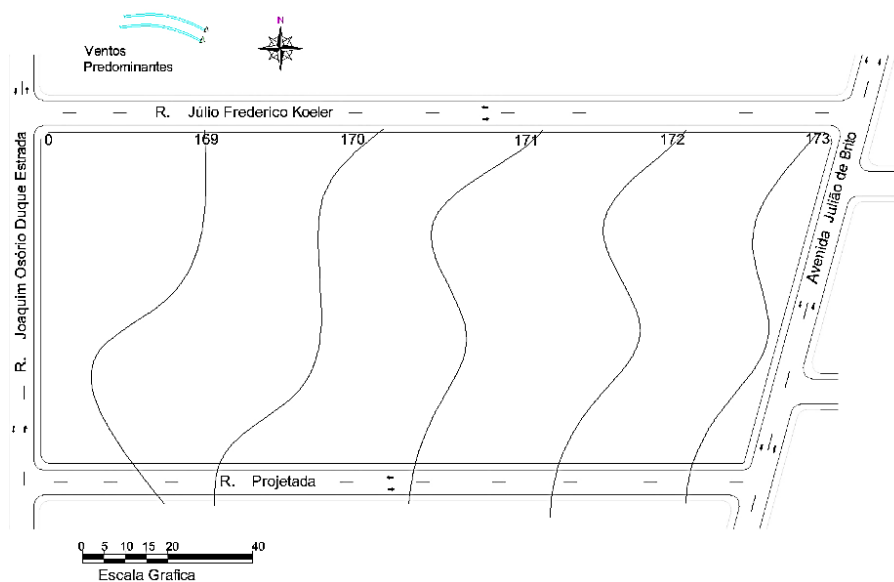 N
Ventos
Predominantes
R. Júlio Frederico Koeler
0 169 170 171 172 173
R. Joaquim Osório Duque Estrada
Avenida Julião de Brito
R. Projetada
0 5 10 15 20 40
Escala Grafica